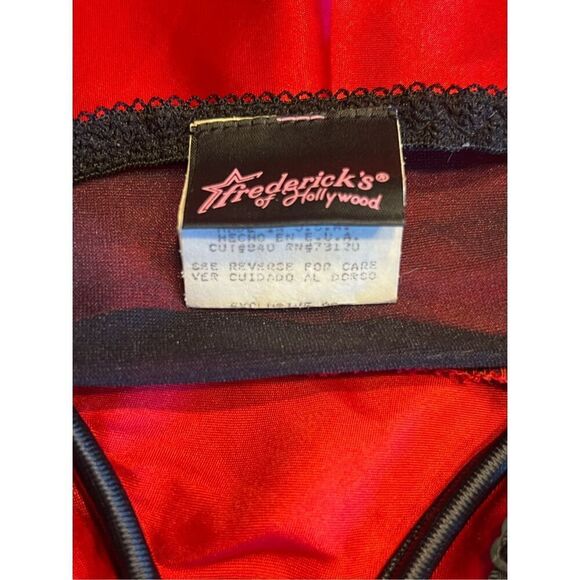 Frederick's®
of Hollywood
HECHO EN E.U.A.
RN#73120
SEE REVERSE FOR CARE
VER CUIDADO AL DORSO